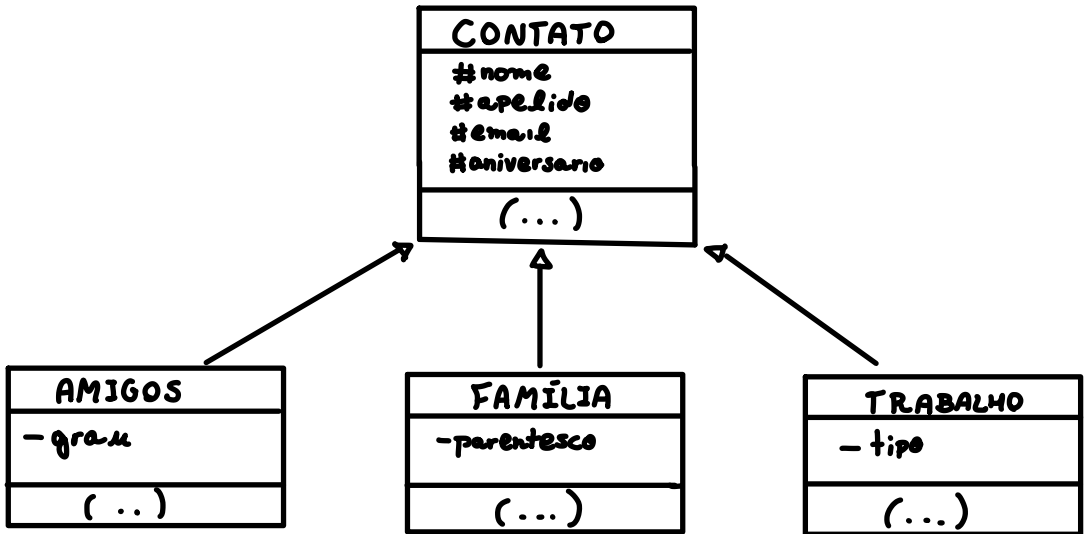 CONTATO
#nome
#apelido
#email
#aniversario
(...)
AMIGOS
-grau
(..)
FAMÍLIA
-parentesco
(...)
TRABALHO
- tipo
(...)